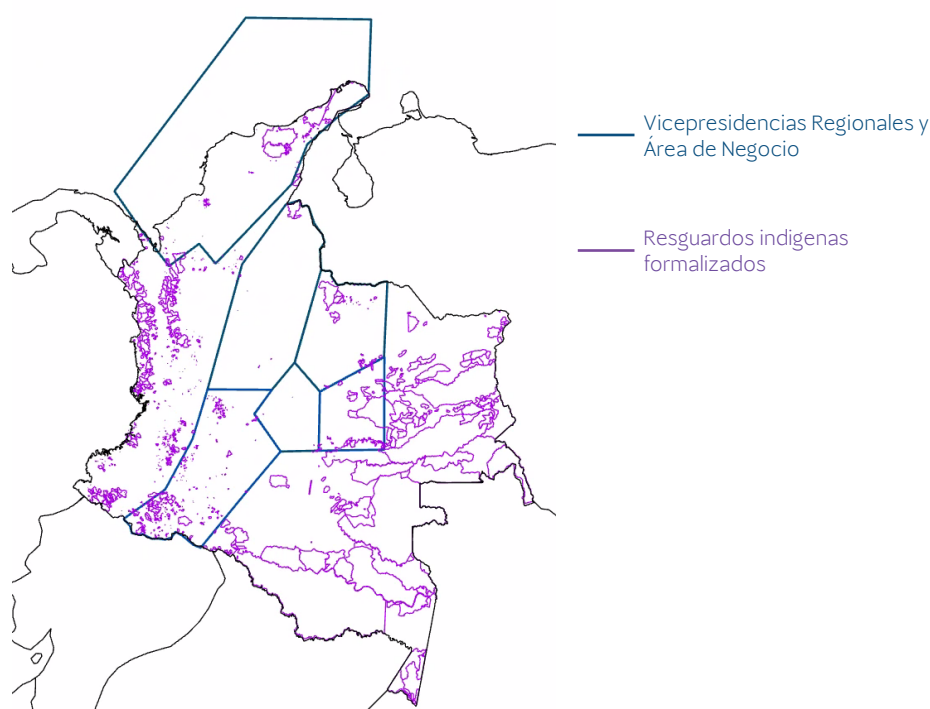 Vicepresidencias Regionales y
Área de Negocio
Resguardos indigenas
formalizados